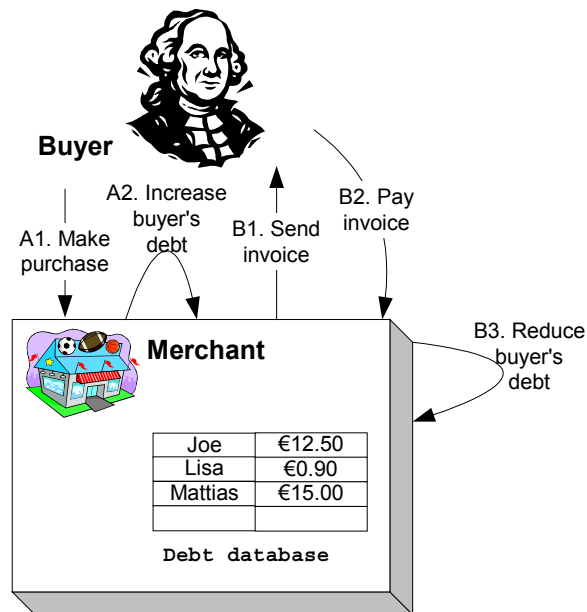 Buyer
A1. Make
purchase
A2. Increase
buyer's
debt
B1. Send
invoice
B2. Pay
invoice
B3. Reduce
buyer's
debt
Merchant
Joe €12.50
Lisa €0.90
Mattias €15.00
Debt database